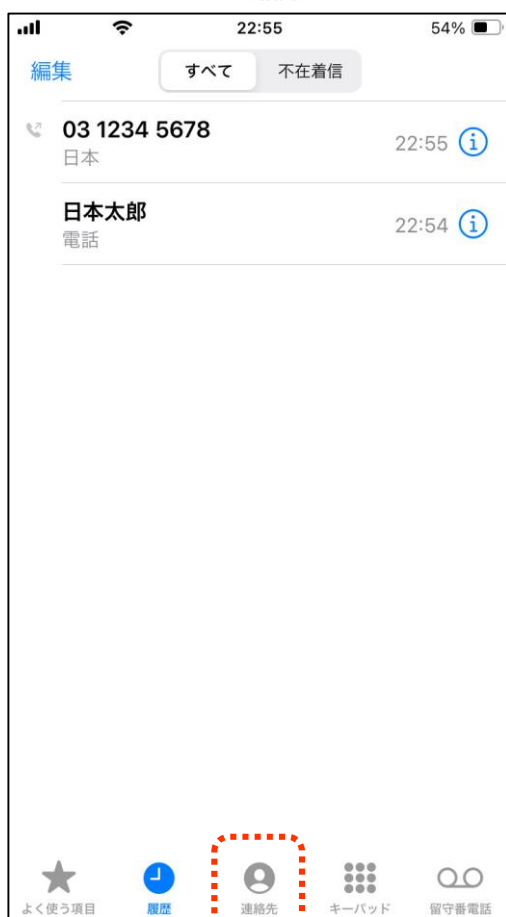 22:55 54%
編集 すべて 不在着信
03 1234 5678
日本 22:55
日本太郎
電話 22:54
よく使う項目 履歴 連絡先 キーパッド 留守番電話